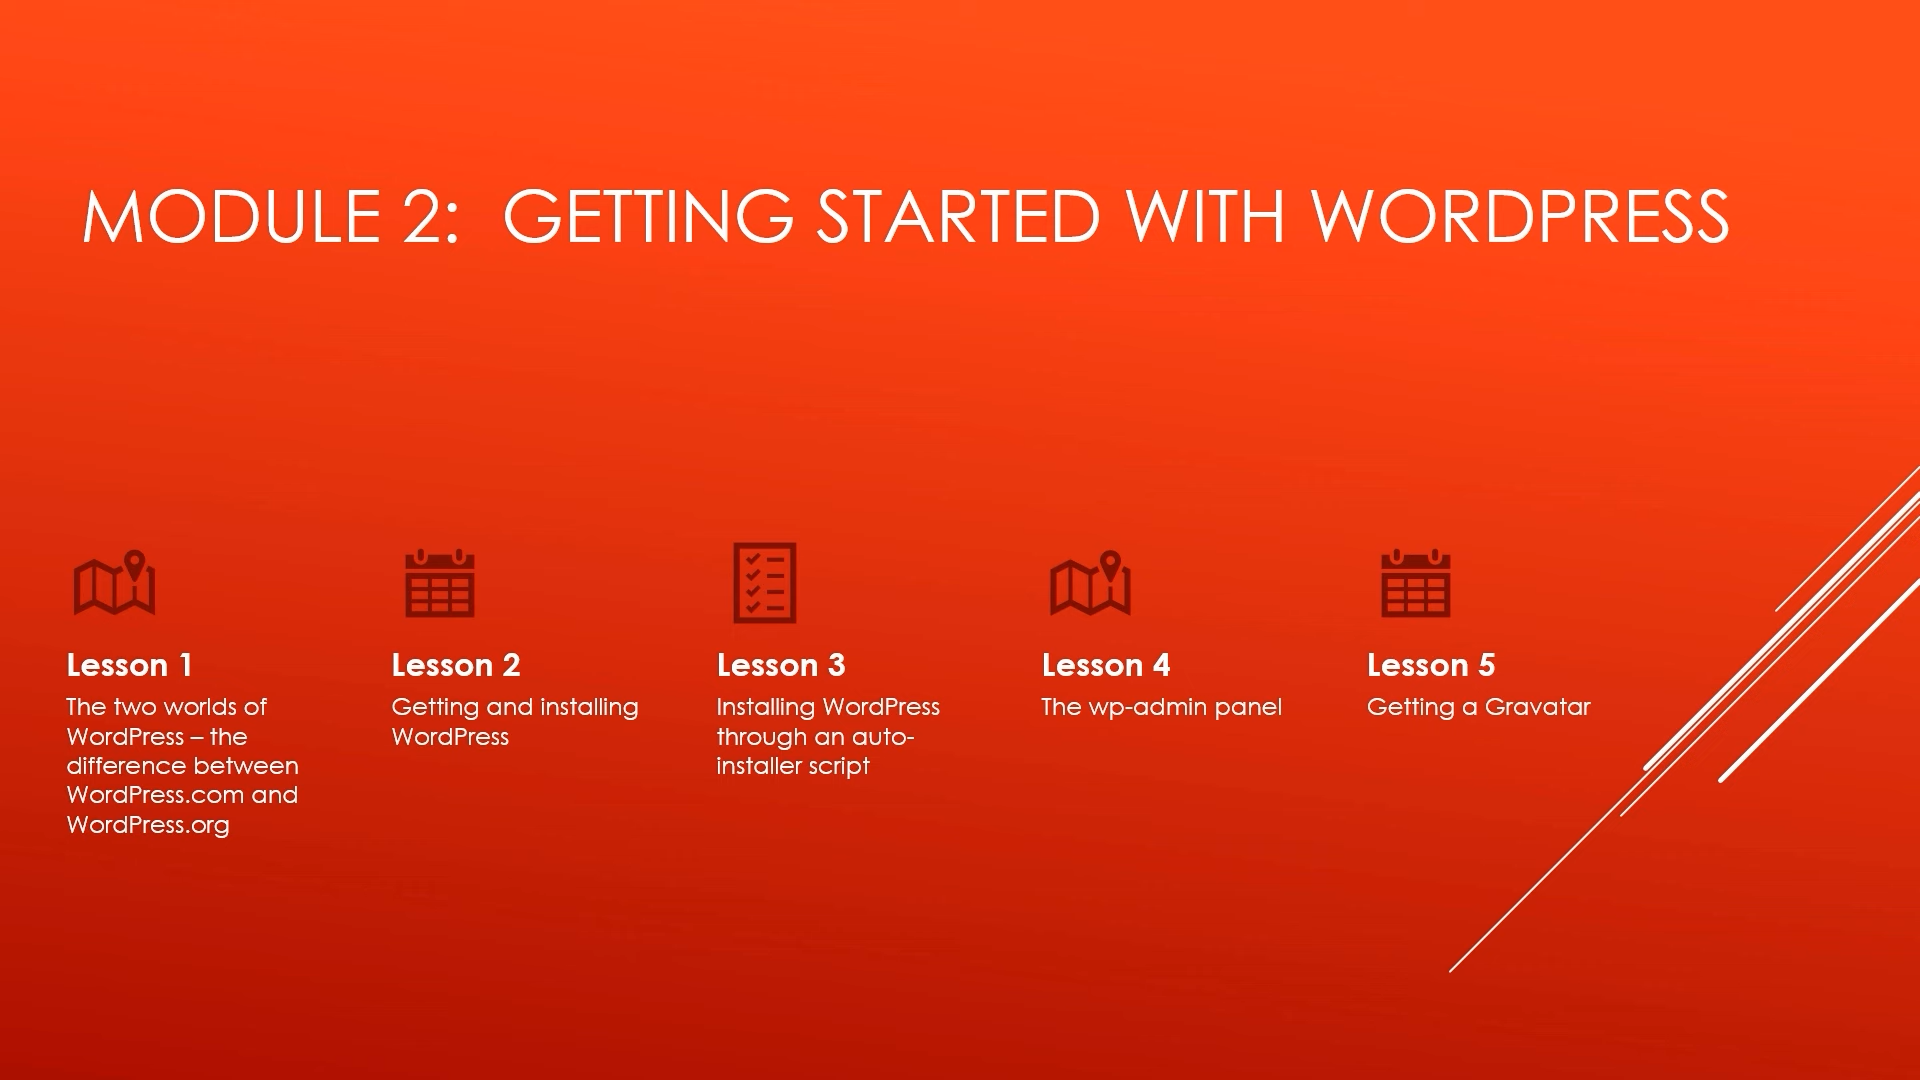 MODULE 2:  GETTING STARTED WITH WORDPRESS
Lesson 1
The two worlds of
WordPress – the
difference between
WordPress.com and
WordPress.org
Lesson 2
Getting and installing
WordPress
Lesson 3
Installing WordPress
through an auto-
installer script
Lesson 4
The wp-admin panel
Lesson 5
Getting a Gravatar